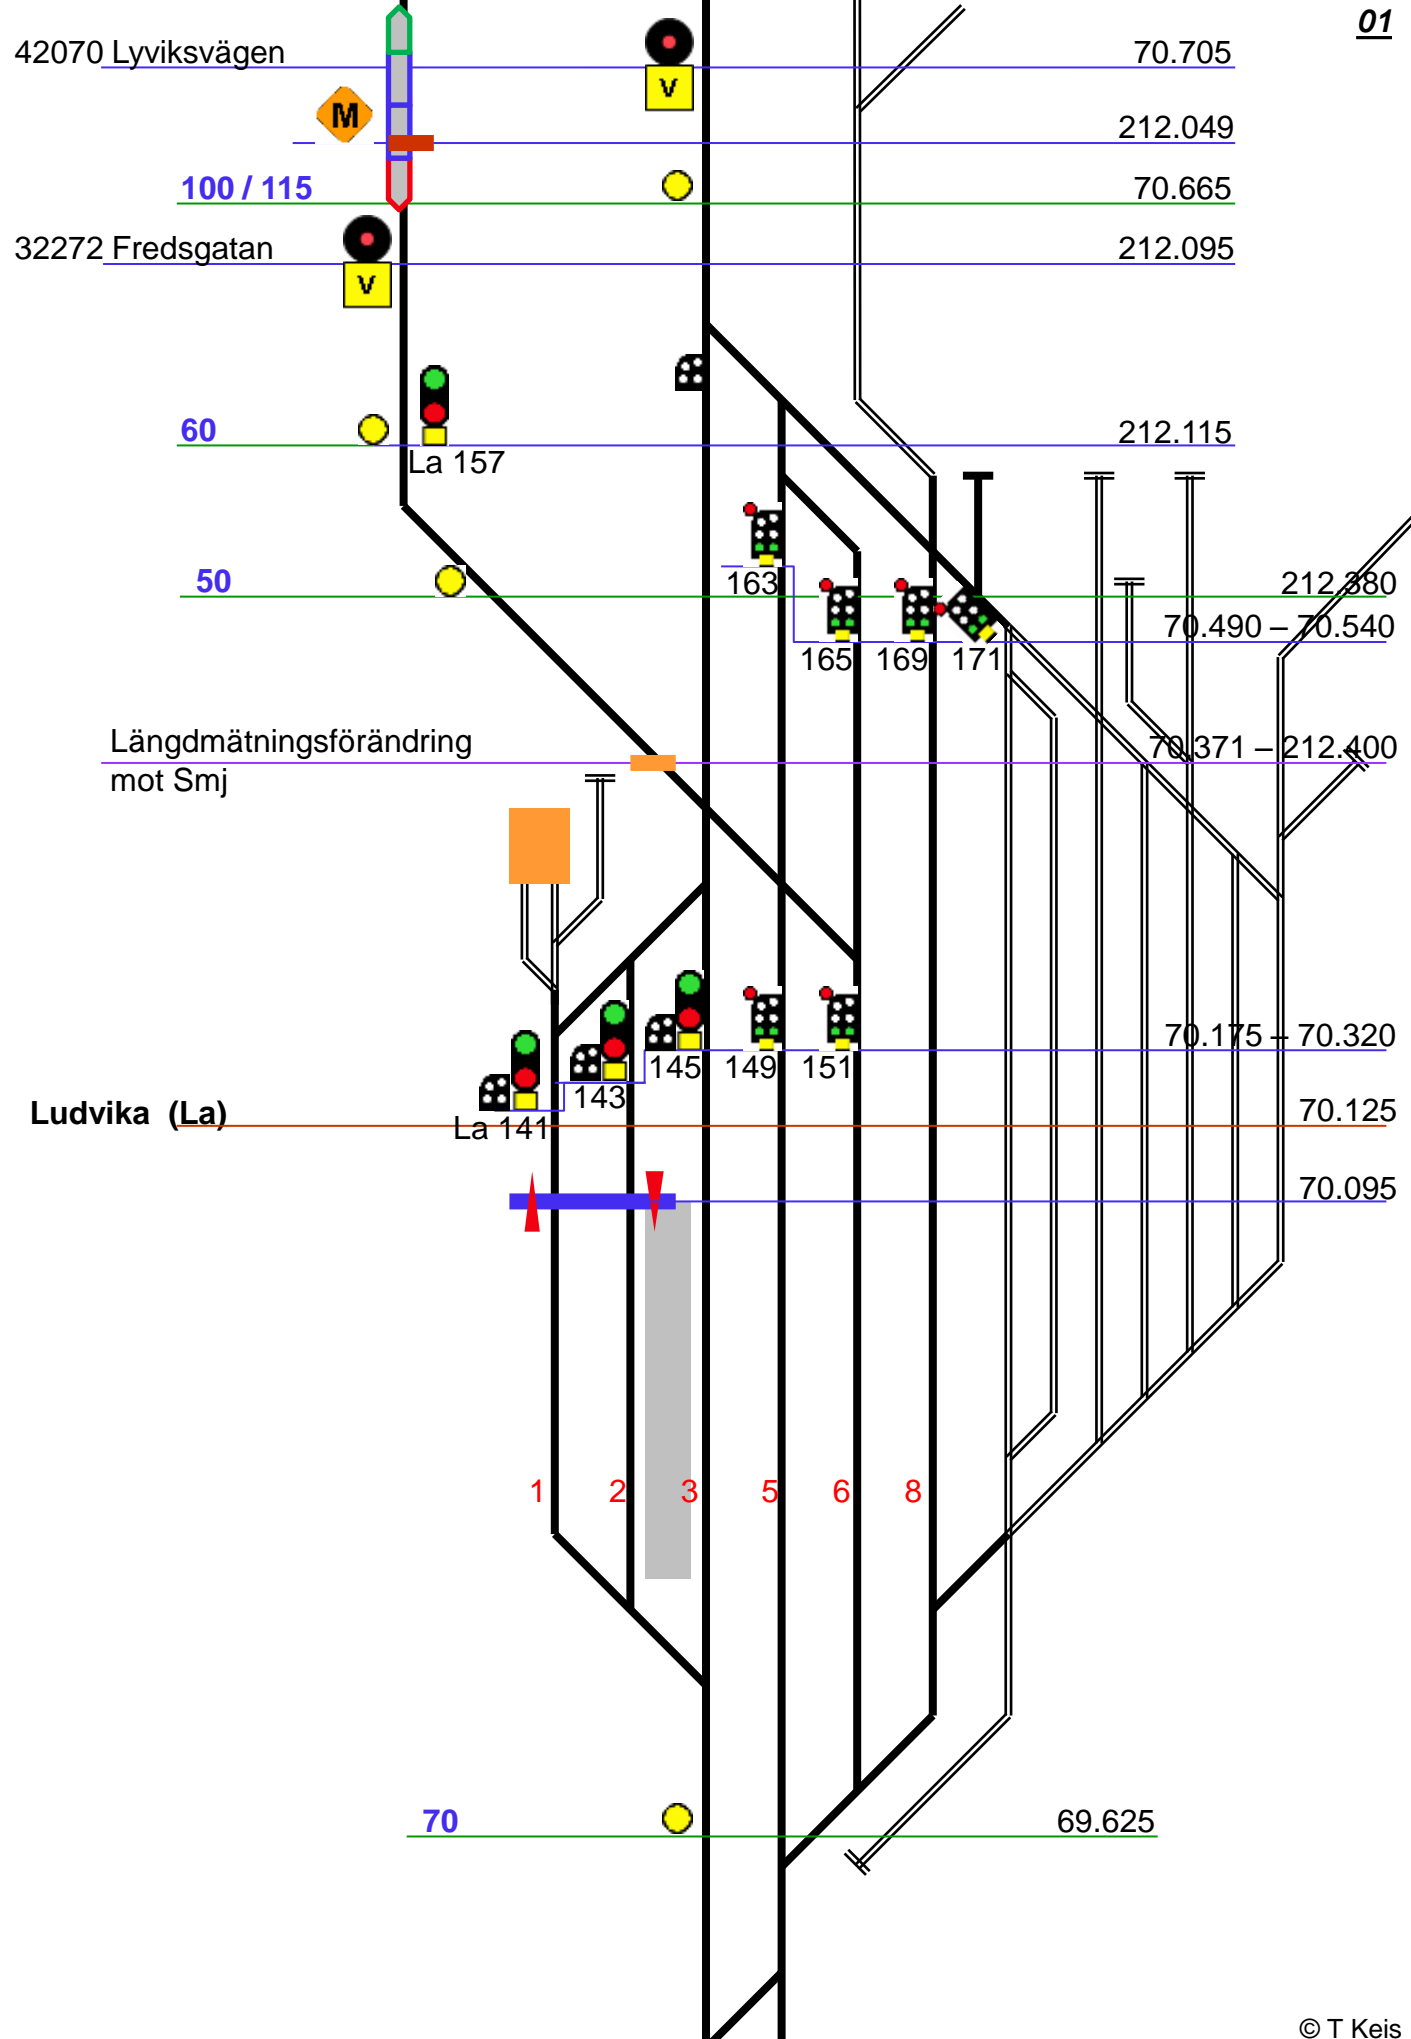 01
42070 Lyviksvägen 70.705
V
M
212.049
100 / 115 70.665
32272 Fredsgatan 212.095
V
60 212.115
La 157
163
50 212.380
70.490 – 70.540
165 169 171
Längdmätningsförändring
mot Smj
70.371 – 212.400
70.175 – 70.320
145 149 151
143
La 141
Ludvika (La) 70.125
70.095
1 2 3 5 6 8
70 69.625
© T Keis